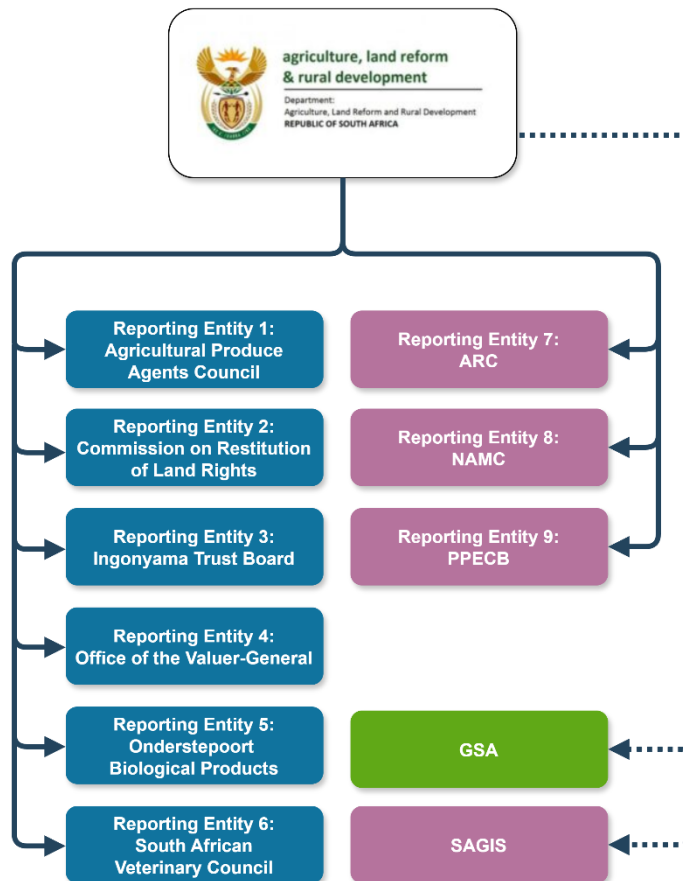 agriculture, land reform
& rural development
Department:
Agriculture, Land Reform and Rural Development
REPUBLIC OF SOUTH AFRICA
Reporting Entity 1:
Agricultural Produce
Agents Council
Reporting Entity 7:
ARC
Reporting Entity 2:
Commission on Restitution
of Land Rights
Reporting Entity 8:
NAMC
Reporting Entity 3:
Ingonyama Trust Board
Reporting Entity 9:
PPECB
Reporting Entity 4:
Office of the Valuer-General
Reporting Entity 5:
Onderstepoort
Biological Products
GSA
Reporting Entity 6:
South African
Veterinary Council
SAGIS